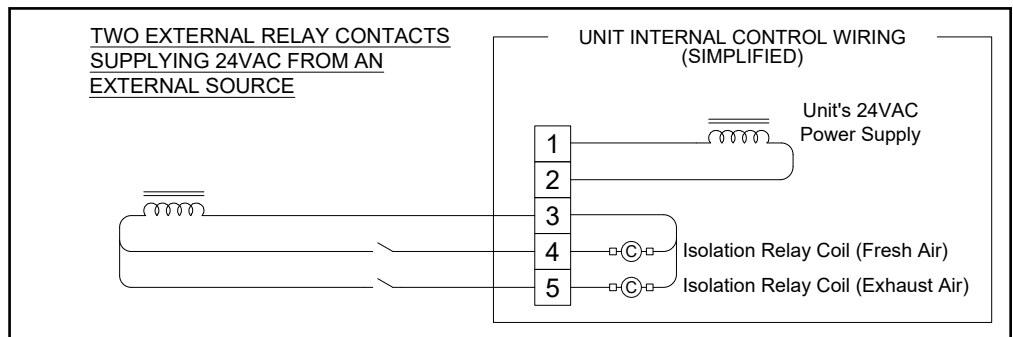 TWO EXTERNAL RELAY CONTACTS
SUPPLYING 24VAC FROM AN
EXTERNAL SOURCE
UNIT INTERNAL CONTROL WIRING
(SIMPLIFIED)
Unit's 24VAC
Power Supply
1
2
3
4
C
Isolation Relay Coil (Fresh Air)
5
C
Isolation Relay Coil (Exhaust Air)